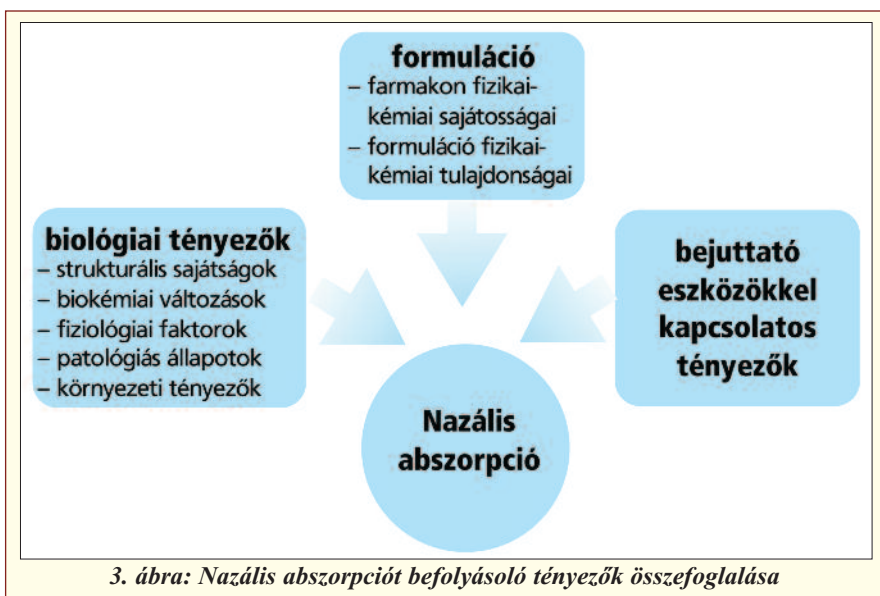 formuláció
– farmakon fizikai-
kémiai sajátosságai
– formuláció fizikai-
kémiai tulajdonságai
biológiai tényezők
– strukturális sajátságok
– biokémiai változások
– fiziológiai faktorok
– patológiás állapotok
– környezeti tényezők
bejuttató
eszközökkel
kapcsolatos
tényezők
Nazális
abszorpció
3. ábra: Nazális abszorpciót befolyásoló tényezők összefoglalása